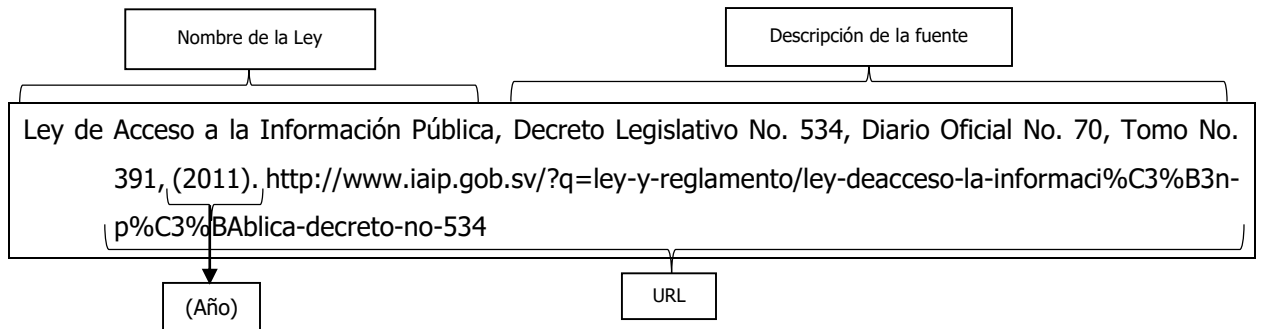 Nombre de la Ley
Descripción de la fuente
Ley de Acceso a la Información Pública, Decreto Legislativo No. 534, Diario Oficial No. 70, Tomo No.
391, (2011). http://www.iaip.gob.sv/?q=ley-y-reglamento/ley-deacceso-la-informaci%C3%B3n-
p%C3%BAblica-decreto-no-534
(Año)
URL